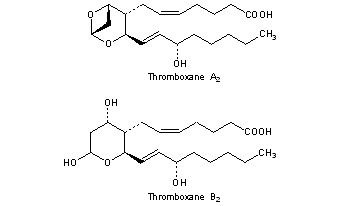 O
O
COOH
CH3
OH
Thromboxane A2
OH
COOH
HO
O
CH3
OH
Thromboxane B2